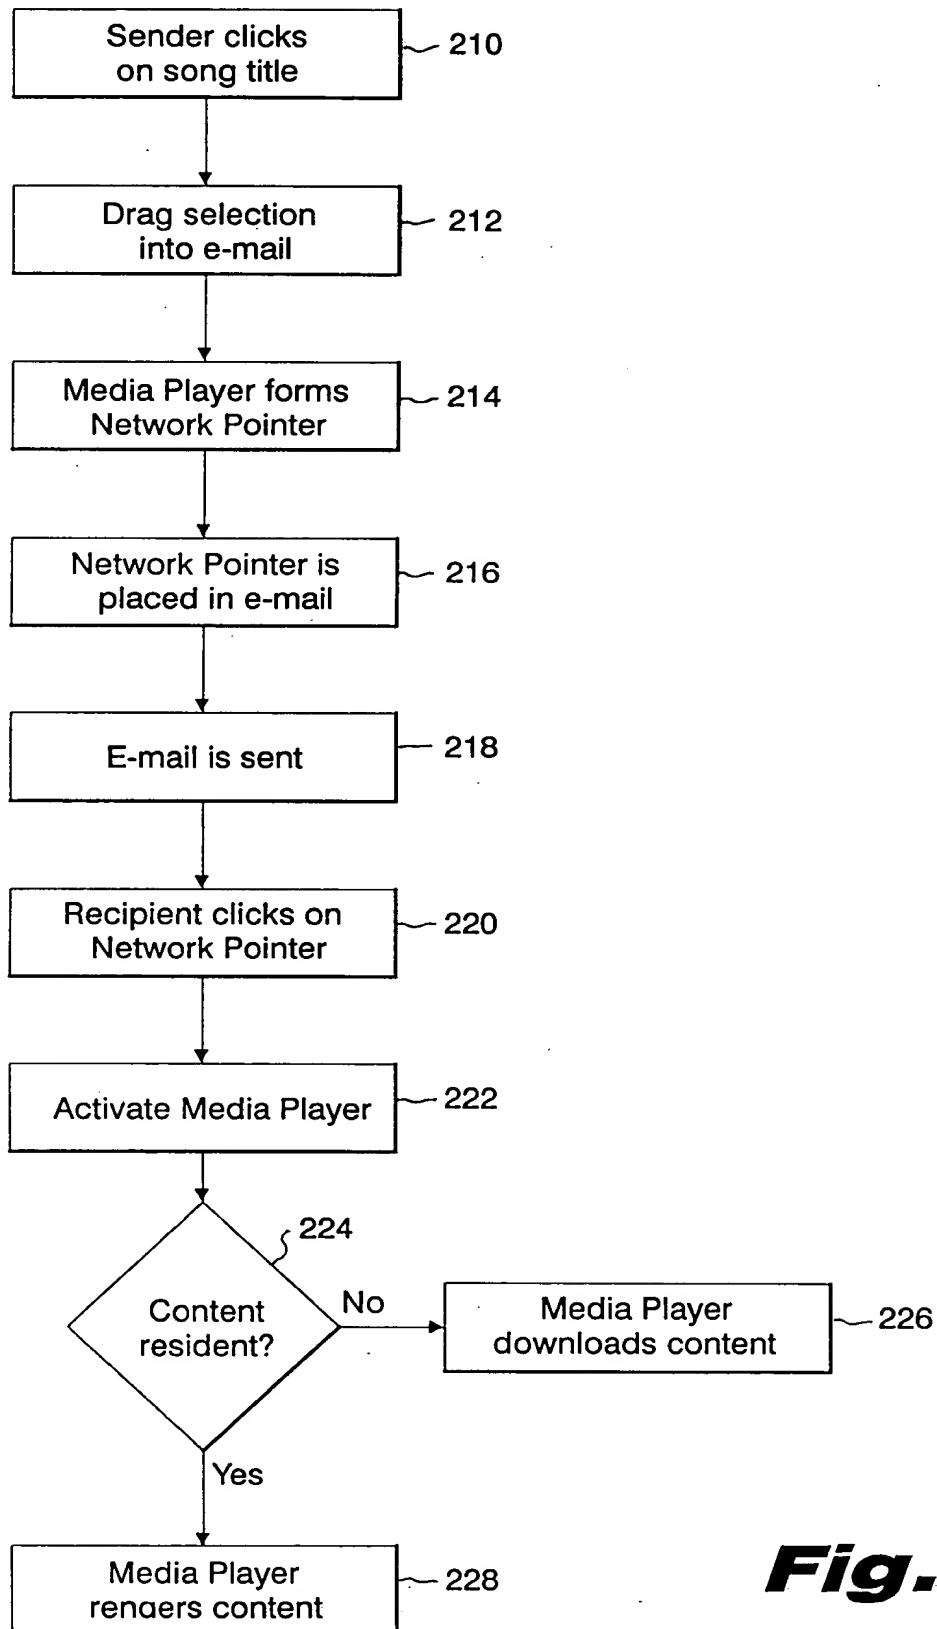 Sender clicks
on song title
210
Drag selection
into e-mail
212
Media Player forms
Network Pointer
214
Network Pointer is
placed in e-mail
216
E-mail is sent
218
Recipient clicks on
Network Pointer
220
Activate Media Player
222
224
Content
resident?
No
Media Player
downloads content
226
Yes
Media Player
renders content
228
Fig.